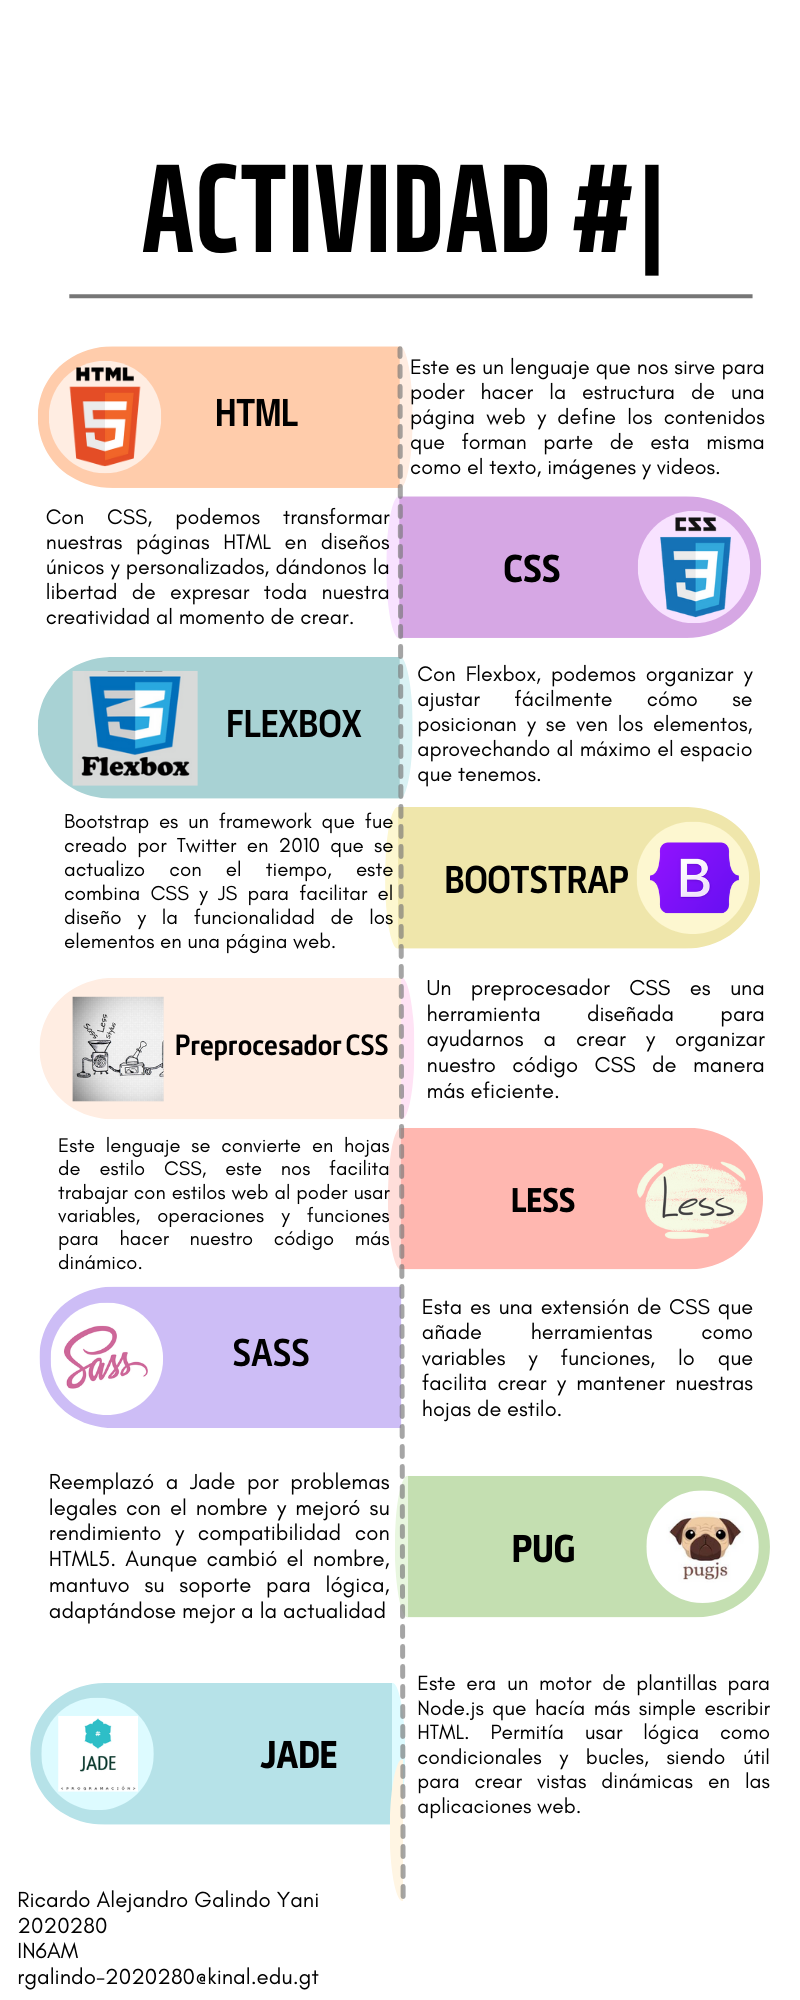 ACTIVIDAD #|
HTML
HTML
Este es un lenguaje que nos sirve para
poder hacer la estructura de una
página web y define los contenidos
que forman parte de esta misma
como el texto, imágenes y videos.
Con CSS, podemos transformar
nuestras páginas HTML en diseños
únicos y personalizados, dándonos la
libertad de expresar toda nuestra
creatividad al momento de crear.
CSS
CSS
Flexbox
FLEXBOX
Con Flexbox, podemos organizar y
ajustar fácilmente cómo se
posicionan y se ven los elementos,
aprovechando al máximo el espacio
que tenemos.
Bootstrap es un framework que fue
creado por Twitter en 2010 que se
actualizo con el tiempo, este
combina CSS y JS para facilitar el
diseño y la funcionalidad de los
elementos en una página web.
BOOTSTRAP
B
Sass Less Stylus
Preprocesador CSS
Un preprocesador CSS es una
herramienta diseñada para
ayudarnos a crear y organizar
nuestro código CSS de manera
más eficiente.
Este lenguaje se convierte en hojas
de estilo CSS, este nos facilita
trabajar con estilos web al poder usar
variables, operaciones y funciones
para hacer nuestro código más
dinámico.
LESS
Less
Sass
SASS
Esta es una extensión de CSS que
añade herramientas como
variables y funciones, lo que
facilita crear y mantener nuestras
hojas de estilo.
Reemplazó a Jade por problemas
legales con el nombre y mejoró su
rendimiento y compatibilidad con
HTML5. Aunque cambió el nombre,
mantuvo su soporte para lógica,
adaptándose mejor a la actualidad
PUG
pugjs
JADE
<PROGRAMACIÓN>
JADE
Este era un motor de plantillas para
Node.js que hacía más simple escribir
HTML. Permitía usar lógica como
condicionales y bucles, siendo útil
para crear vistas dinámicas en las
aplicaciones web.
Ricardo Alejandro Galindo Yani
2020280
IN6AM
rgalindo-2020280@kinal.edu.gt